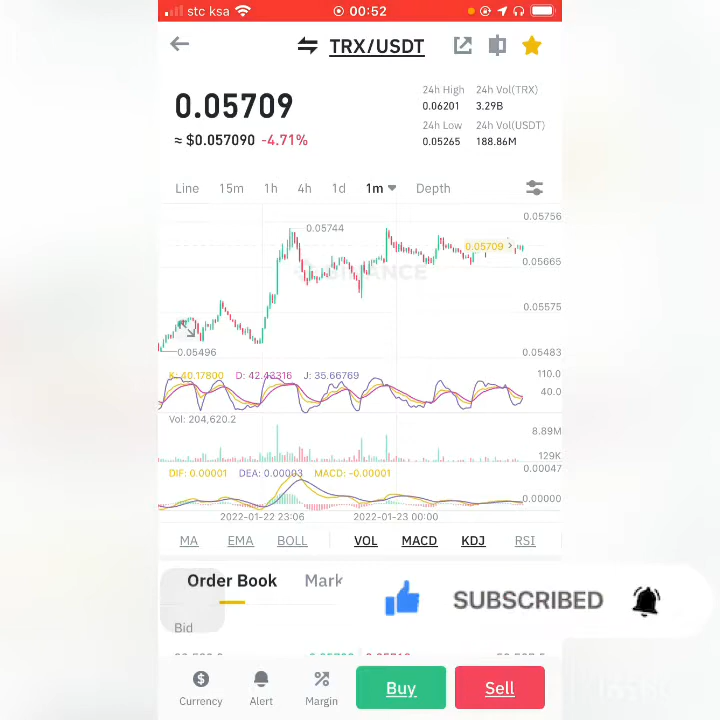 stc ksa 00:52
TRX/USDT
0.05709
≈ $0.057090 -4.71%
24h High 24h Vol(TRX)
0.06201 3.29B
24h Low 24h Vol(USDT)
0.05265 188.86M
Line 15m 1h 4h 1d 1m Depth
0.05756
0.05744
0.05709
0.05665
BINANCE
0.05575
0.05496
0.05483
K: 40.17800 D: 42.43316 J: 35.66769
110.0
40.0
Vol: 204,620.2
8.89M
129K
DIF: 0.00001 DEA: 0.00003 MACD: -0.00001
0.00047
0.00000
2022-01-22 23:06 2022-01-23 00:00
MA EMA BOLL VOL MACD KDJ RSI
Order Book Mark
SUBSCRIBED
Bid
$ % 
Currency Alert Margin Buy Sell